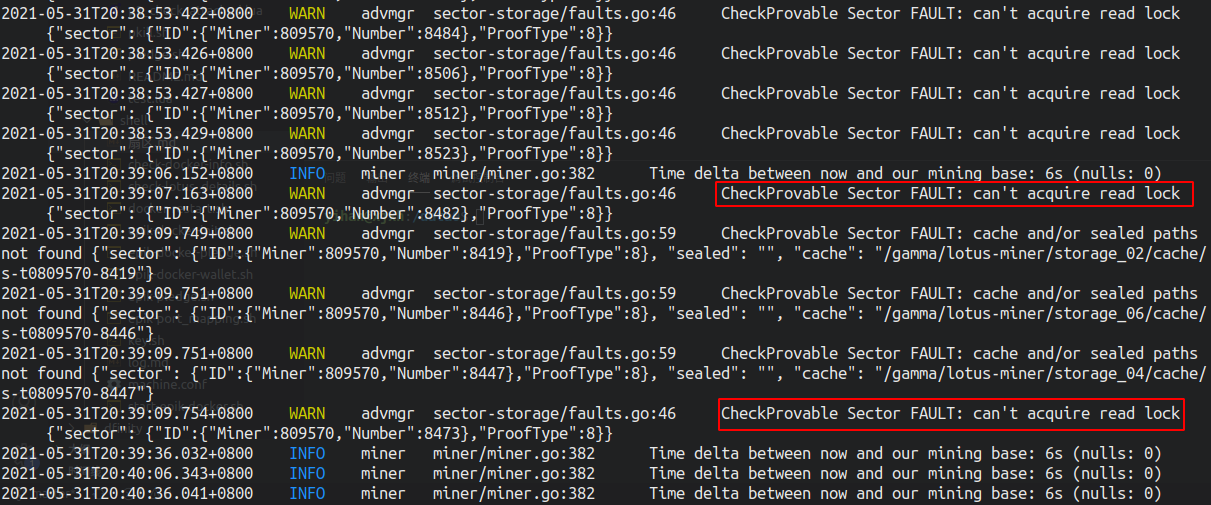 2021-05-31T20:38:53.422+0800 WARN advmgr sector-storage/faults.go:46 CheckProvable Sector FAULT: can't acquire read lock
{"sector": {"ID":{"Miner":809570,"Number":8484},"ProofType":8}}
2021-05-31T20:38:53.426+0800 WARN advmgr sector-storage/faults.go:46 CheckProvable Sector FAULT: can't acquire read lock
{"sector": {"ID":{"Miner":809570,"Number":8506},"ProofType":8}}
2021-05-31T20:38:53.427+0800 WARN advmgr sector-storage/faults.go:46 CheckProvable Sector FAULT: can't acquire read lock
{"sector": {"ID":{"Miner":809570,"Number":8512},"ProofType":8}}
2021-05-31T20:38:53.429+0800 WARN advmgr sector-storage/faults.go:46 CheckProvable Sector FAULT: can't acquire read lock
{"sector": {"ID":{"Miner":809570,"Number":8523},"ProofType":8}}
2021-05-31T20:39:06.152+0800 INFO miner miner/miner.go:382 Time delta between now and our mining base: 6s (nulls: 0)
2021-05-31T20:39:07.163+0800 WARN advmgr sector-storage/faults.go:46 CheckProvable Sector FAULT: can't acquire read lock
{"sector": {"ID":{"Miner":809570,"Number":8482},"ProofType":8}}
2021-05-31T20:39:09.749+0800 WARN advmgr sector-storage/faults.go:59 CheckProvable Sector FAULT: cache and/or sealed paths
not found {"sector": {"ID":{"Miner":809570,"Number":8419},"ProofType":8}, "sealed": "", "cache": "/gamma/lotus-miner/storage_02/cache/
s-t0809570-8419"}
2021-05-31T20:39:09.751+0800 WARN advmgr sector-storage/faults.go:59 CheckProvable Sector FAULT: cache and/or sealed paths
not found {"sector": {"ID":{"Miner":809570,"Number":8446},"ProofType":8}, "sealed": "", "cache": "/gamma/lotus-miner/storage_06/cache/
s-t0809570-8446"}
2021-05-31T20:39:09.751+0800 WARN advmgr sector-storage/faults.go:59 CheckProvable Sector FAULT: cache and/or sealed paths
not found {"sector": {"ID":{"Miner":809570,"Number":8447},"ProofType":8}, "sealed": "", "cache": "/gamma/lotus-miner/storage_04/cache/
s-t0809570-8447"}
2021-05-31T20:39:09.754+0800 WARN advmgr sector-storage/faults.go:46 CheckProvable Sector FAULT: can't acquire read lock
{"sector": {"ID":{"Miner":809570,"Number":8473},"ProofType":8}}
2021-05-31T20:39:36.032+0800 INFO miner miner/miner.go:382 Time delta between now and our mining base: 6s (nulls: 0)
2021-05-31T20:40:06.343+0800 INFO miner miner/miner.go:382 Time delta between now and our mining base: 6s (nulls: 0)
2021-05-31T20:40:36.041+0800 INFO miner miner/miner.go:382 Time delta between now and our mining base: 6s (nulls: 0)